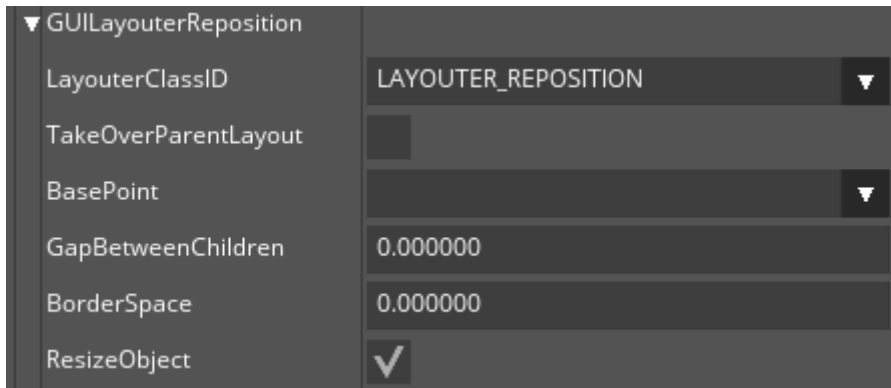 GUILayouterReposition
LayouterClassID LAYOUTER_REPOSITION
TakeOverParentLayout
BasePoint
GapBetweenChildren 0.000000
BorderSpace 0.000000
ResizeObject